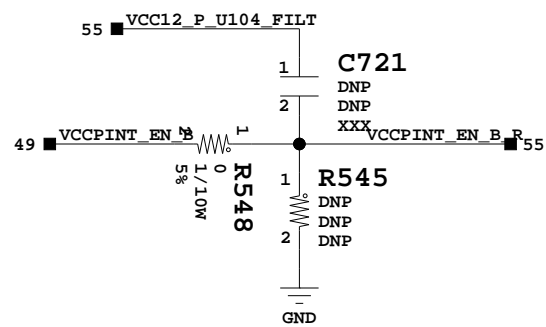 VCC12_P_U104_FILT
55
1
C721
DNP
2
DNP
XXX
49
VCCPINT_EN_B
2
1
VCCPINT_EN_B_R
55
R548
0
1/10W
5%
1
R545
DNP
DNP
2
DNP
GND